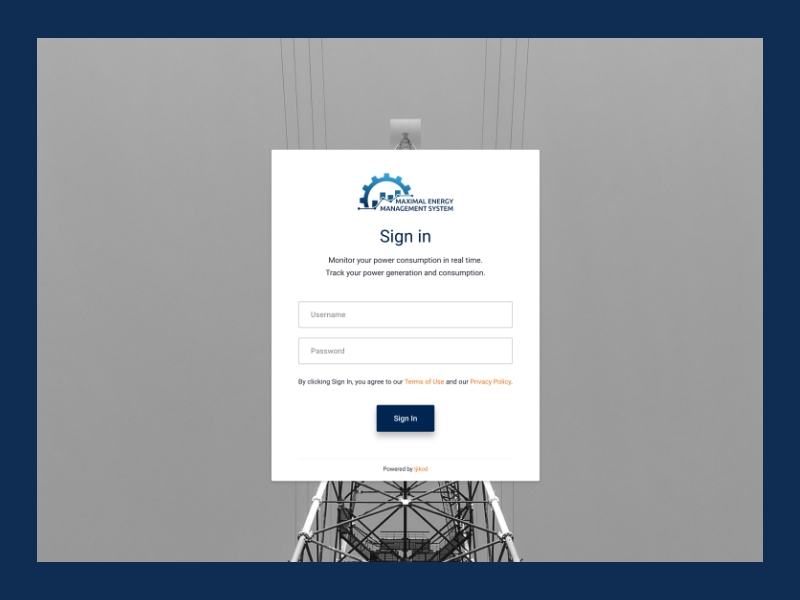 MAXIMAL ENERGY
MANAGEMENT SYSTEM
Sign in
Monitor your power consumption in real time.
Track your power generation and consumption.
Username
Password
By clicking Sign In, you agree to our Terms of Use and our Privacy Policy.
Sign In
Powered by